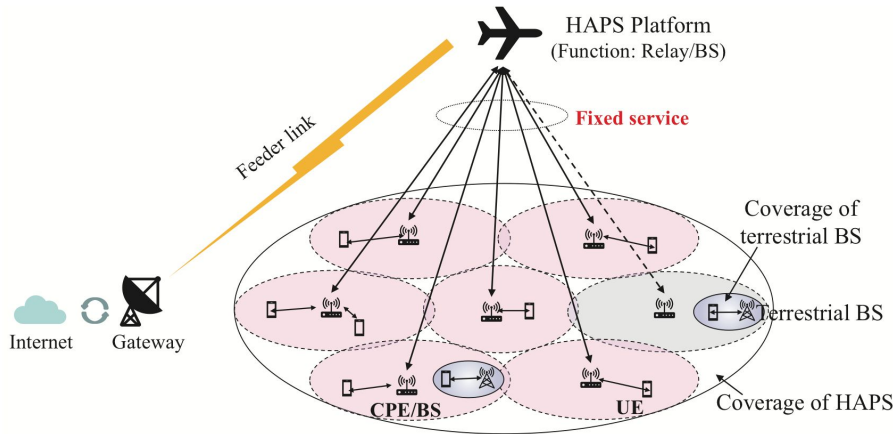 HAPS Platform
(Function: Relay/BS)
Feeder link
Fixed service
Coverage of
terrestrial BS
Terrestrial BS
Internet
Gateway
CPE/BS
UE
Coverage of HAPS